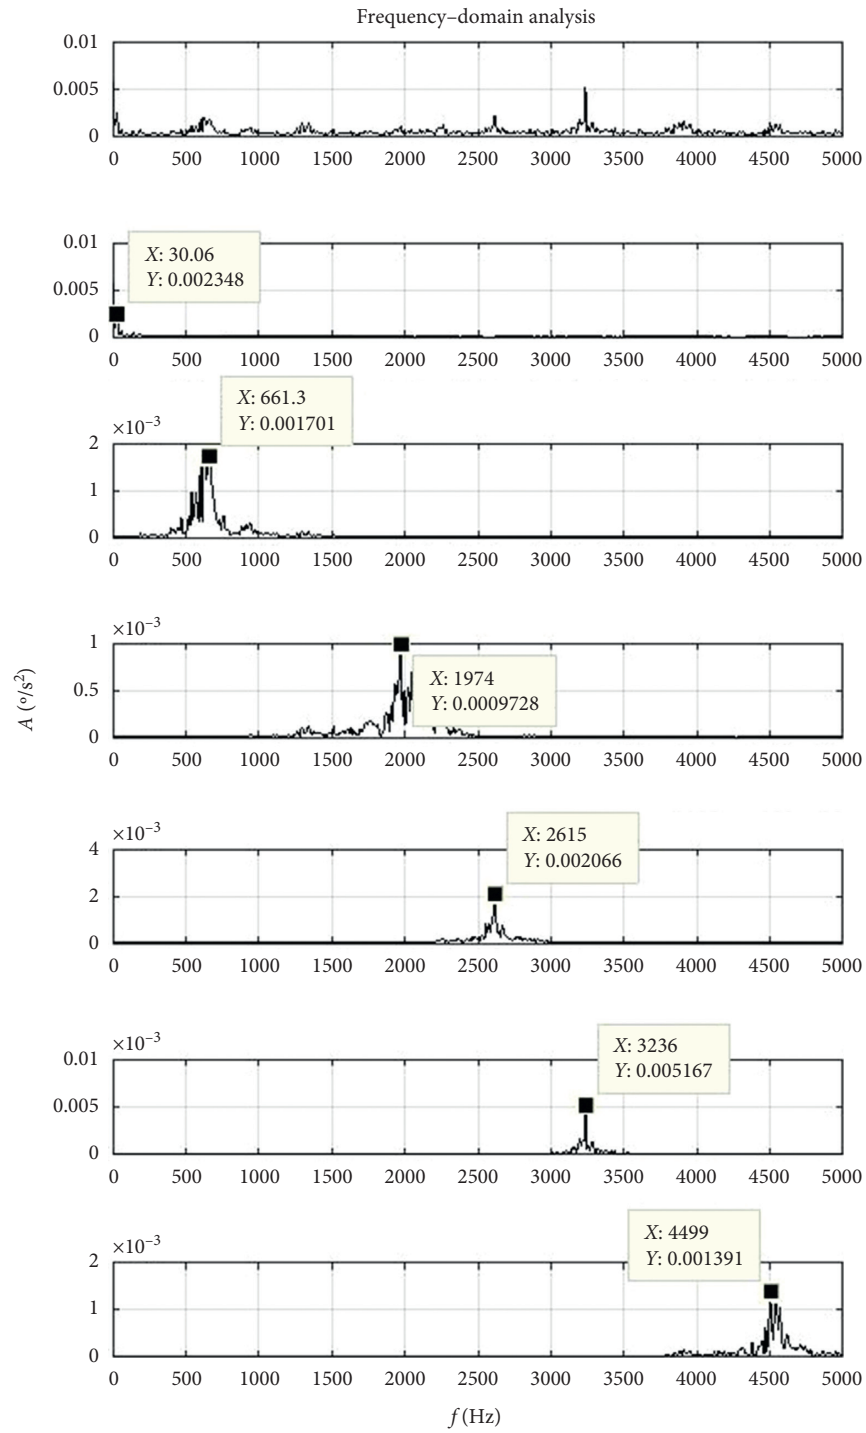 Frequency–domain analysis
0.01
0.005
0
0 500 1000 1500 2000 2500 3000 3500 4000 4500 5000
X: 30.06
Y: 0.002348
0.01
0.005
0
0 500 1000 1500 2000 2500 3000 3500 4000 4500 5000
X: 661.3
Y: 0.001701
×10⁻³
2
1
0
0 500 1000 1500 2000 2500 3000 3500 4000 4500 5000
×10⁻³
1
X: 1974
Y: 0.0009728
0.5
0
0 500 1000 1500 2000 2500 3000 3500 4000 4500 5000
A (°/s²)
X: 2615
Y: 0.002066
×10⁻³
4
2
0
0 500 1000 1500 2000 2500 3000 3500 4000 4500 5000
X: 3236
Y: 0.005167
×10⁻³
0.01
0.005
0
0 500 1000 1500 2000 2500 3000 3500 4000 4500 5000
X: 4499
Y: 0.001391
×10⁻³
2
1
0
0 500 1000 1500 2000 2500 3000 3500 4000 4500 5000
f (Hz)